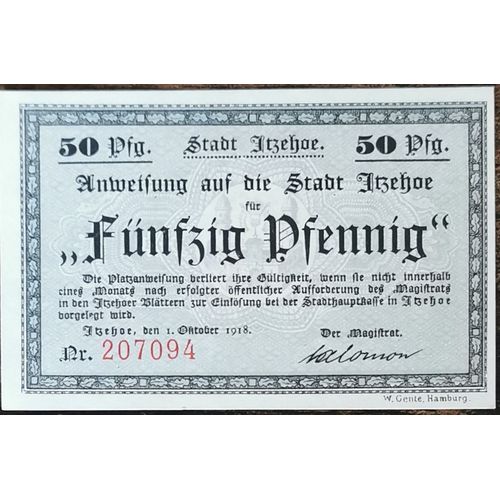 50 Pfg. Stadt Itzehoe. 50 Pfg.
Anweisung auf die Stadt Itzehoe
für
„Fünfzig Pfennig“
Die Platzanweisung verliert ihre Gültigkeit, wenn sie nicht innerhalb
eines Monats nach erfolgter öffentlicher Aufforderung des Magistrats
in den Itzehoer Blättern zur Einlösung bei der Stadthauptkasse in Itzehoe
vorgelegt wird.
Itzehoe, den 1. Oktober 1918. Der Magistrat.
Nr. 207094 Salomon
W. Gente, Hamburg.